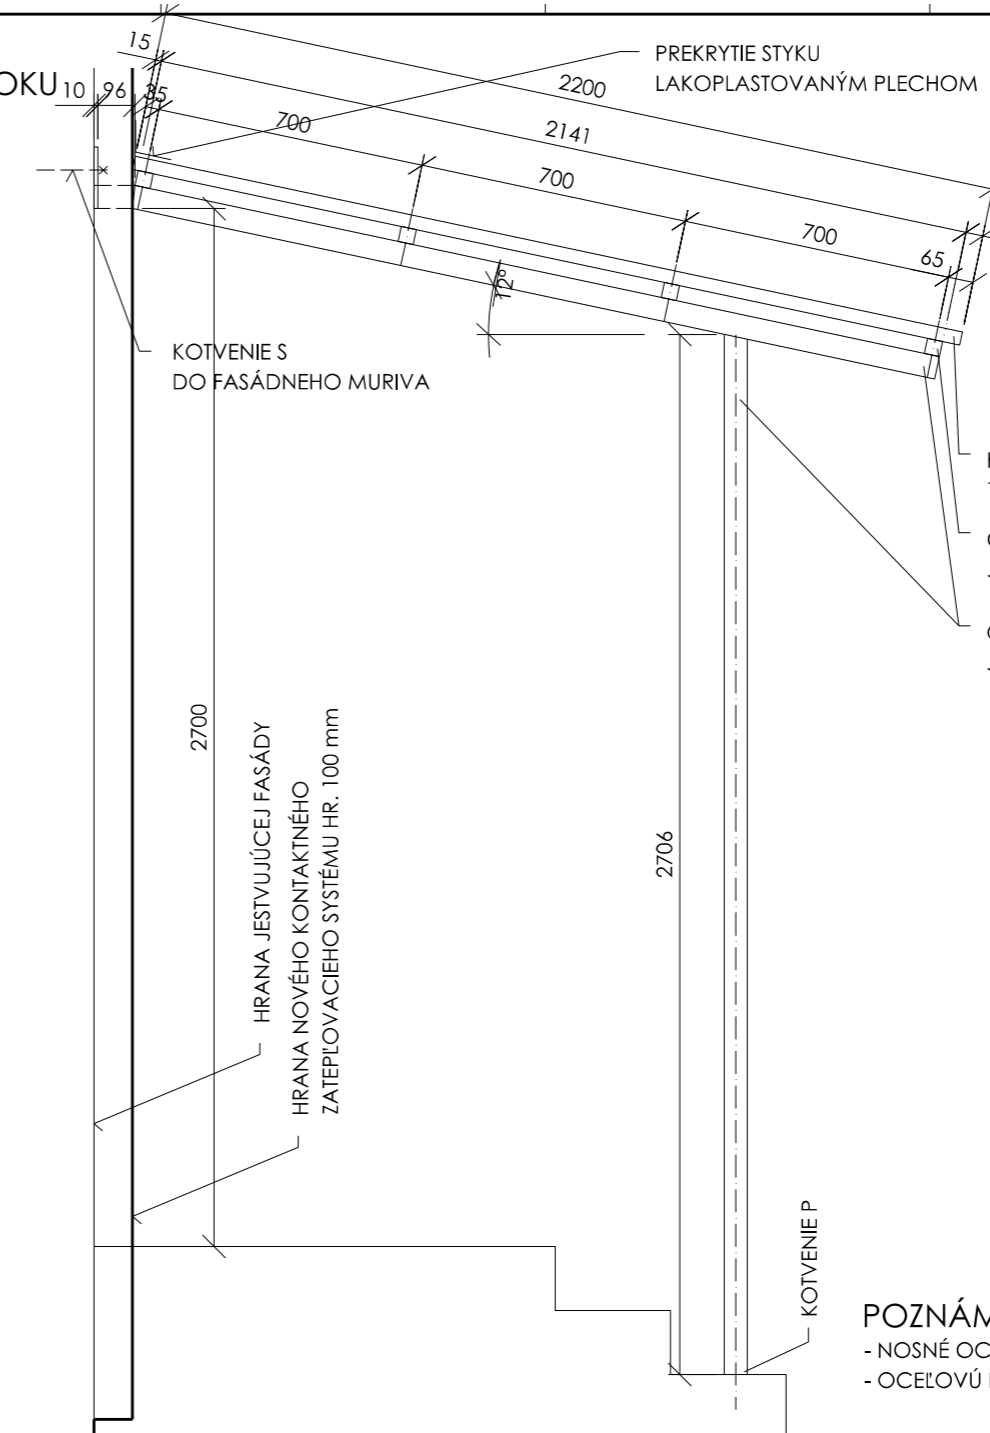 15
PREKRYTIE STYKU
LAKOPLASTOVANÝM PLECHOM
OKU
10 96 35
2200
700
2141
700
700
65
12°
KOTVENIE S
DO FASÁDNEHO MURIVA
2700
HRANA JESTVUJÚCEJ FASÁDY
HRANA NOVÉHO KONTAKTNÉHO
ZATEPĽOVACIEHO SYSTÉMU HR. 100 mm
2706
KOTVENIE P
POZNÁM
- NOSNÉ OC
- OCEĽOVÚ